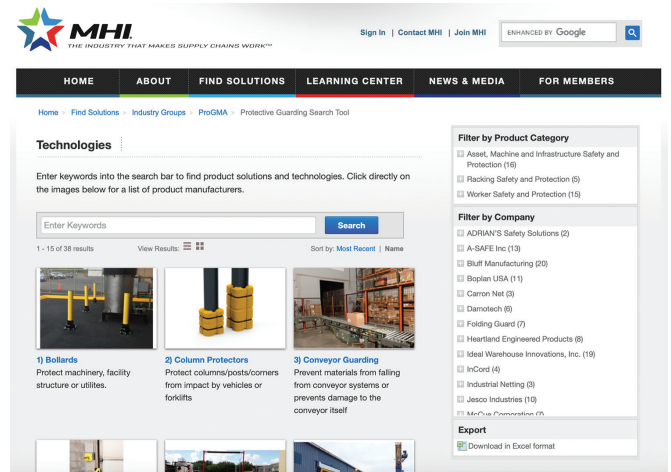 MHI.
THE INDUSTRY THAT MAKES SUPPLY CHAINS WORK™
Sign In | Contact MHI | Join MHI
ENHANCED BY Google
HOME
ABOUT
FIND SOLUTIONS
LEARNING CENTER
NEWS & MEDIA
FOR MEMBERS
Home > Find Solutions > Industry Groups > ProGMA > Protective Guarding Search Tool
Technologies
Enter keywords into the search bar to find product solutions and technologies. Click directly on
the images below for a list of product manufacturers.
Enter Keywords
Search
1 - 15 of 38 results
View Results:
Sort by: Most Recent | Name
1) Bollards
Protect machinery, facility
structure or utilites.
2) Column Protectors
Protect columns/posts/corners
from impact by vehicles or
forklifts
3) Conveyor Guarding
Prevent materials from falling
from conveyor systems or
prevents damage to the
conveyor itself
Filter by Product Category
Asset, Machine and Infrastructure Safety and
Protection (16)
Racking Safety and Protection (5)
Worker Safety and Protection (15)
Filter by Company
ADRIAN'S Safety Solutions (2)
A-SAFE Inc (13)
Bluff Manufacturing (20)
Boplan USA (11)
Carron Net (3)
Damotech (6)
Folding Guard (7)
Heartland Engineered Products (8)
Ideal Warehouse Innovations, Inc. (19)
InCord (4)
Industrial Netting (3)
Jesco Industries (10)
McCue Corporation (7)
Export
Download in Excel format